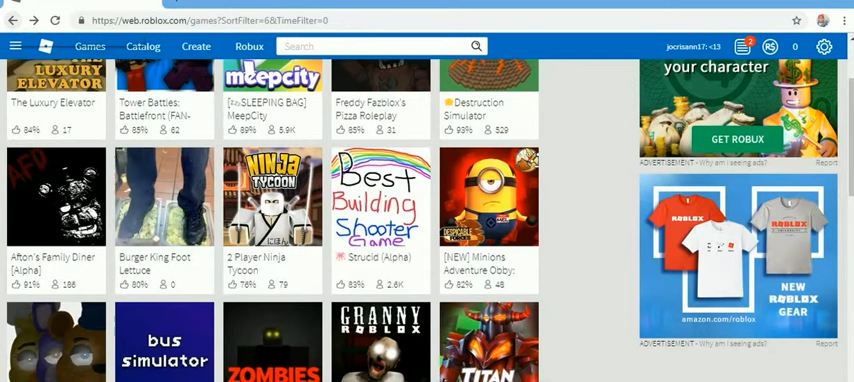 https://web.roblox.com/games?SortFilter=6&TimeFilter=0
Games Catalog Create Robux Search jocrisann17: <13 2 R$ 0
THE LUXURY ELEVATOR
meepcity
your character
GET ROBUX
The Luxury Elevator
Tower Battles: Battlefront (FAN-
SLEEPING BAG] MeepCity
Freddy Fazblox's Pizza Roleplay
Destruction Simulator
84% 17
85% 62
89% 5.9K
85% 31
93% 529
ADVERTISEMENT - Why am I seeing ads? Report
NINJA TYCOON
Best Building Shooter Game
DESPICABLE FORCES
ROBLOX
ROBLOX
NEW ROBLOX GEAR
amazon.com/roblox
Afton's Family Diner [Alpha]
Burger King Foot Lettuce
2 Player Ninja Tycoon
Strucid (Alpha)
[NEW] Minions Adventure Obby:
91% 186
80% 0
76% 79
83% 2.6K
82% 48
ADVERTISEMENT - Why am I seeing ads? Report
bus simulator
ZOMBIES
GRANNY ROBLOX
TITAN